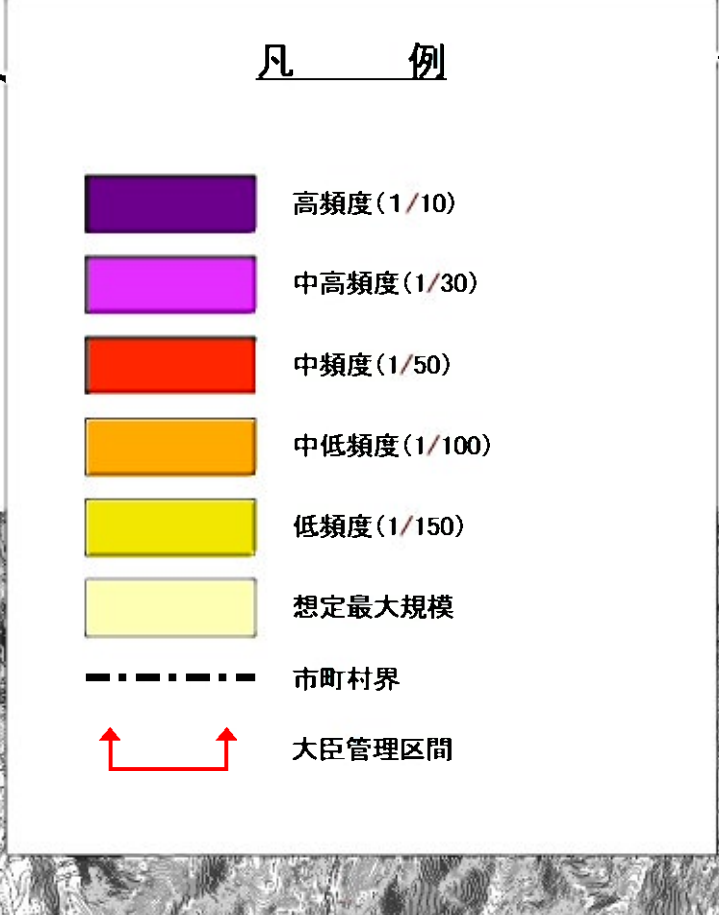 凡 例
高頻度(1/10)
中高頻度(1/30)
中頻度(1/50)
中低頻度(1/100)
低頻度(1/150)
想定最大規模
市町村界
大臣管理区間